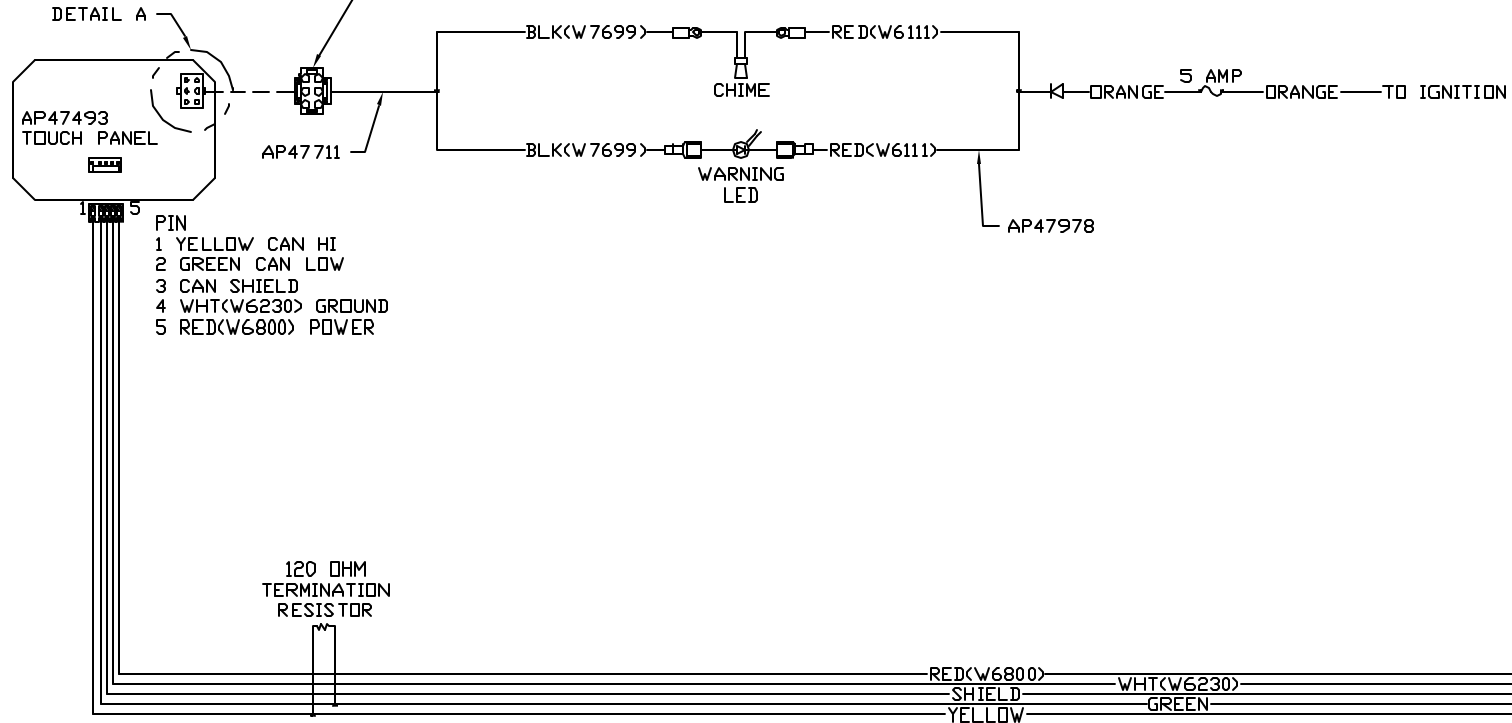 DETAIL A
BLK(W7699)
RED(W6111)
CHIME
5 AMP
ORANGE
ORANGE
TO IGNITION
AP47493
TOUCH PANEL
AP47711
BLK(W7699)
RED(W6111)
WARNING
LED
AP47978
1
5
PIN
1 YELLOW CAN HI
2 GREEN CAN LOW
3 CAN SHIELD
4 WHT(W6230) GROUND
5 RED(W6800) POWER
120 OHM
TERMINATION
RESISTOR
RED(W6800)
WHT(W6230)
SHIELD
GREEN
YELLOW